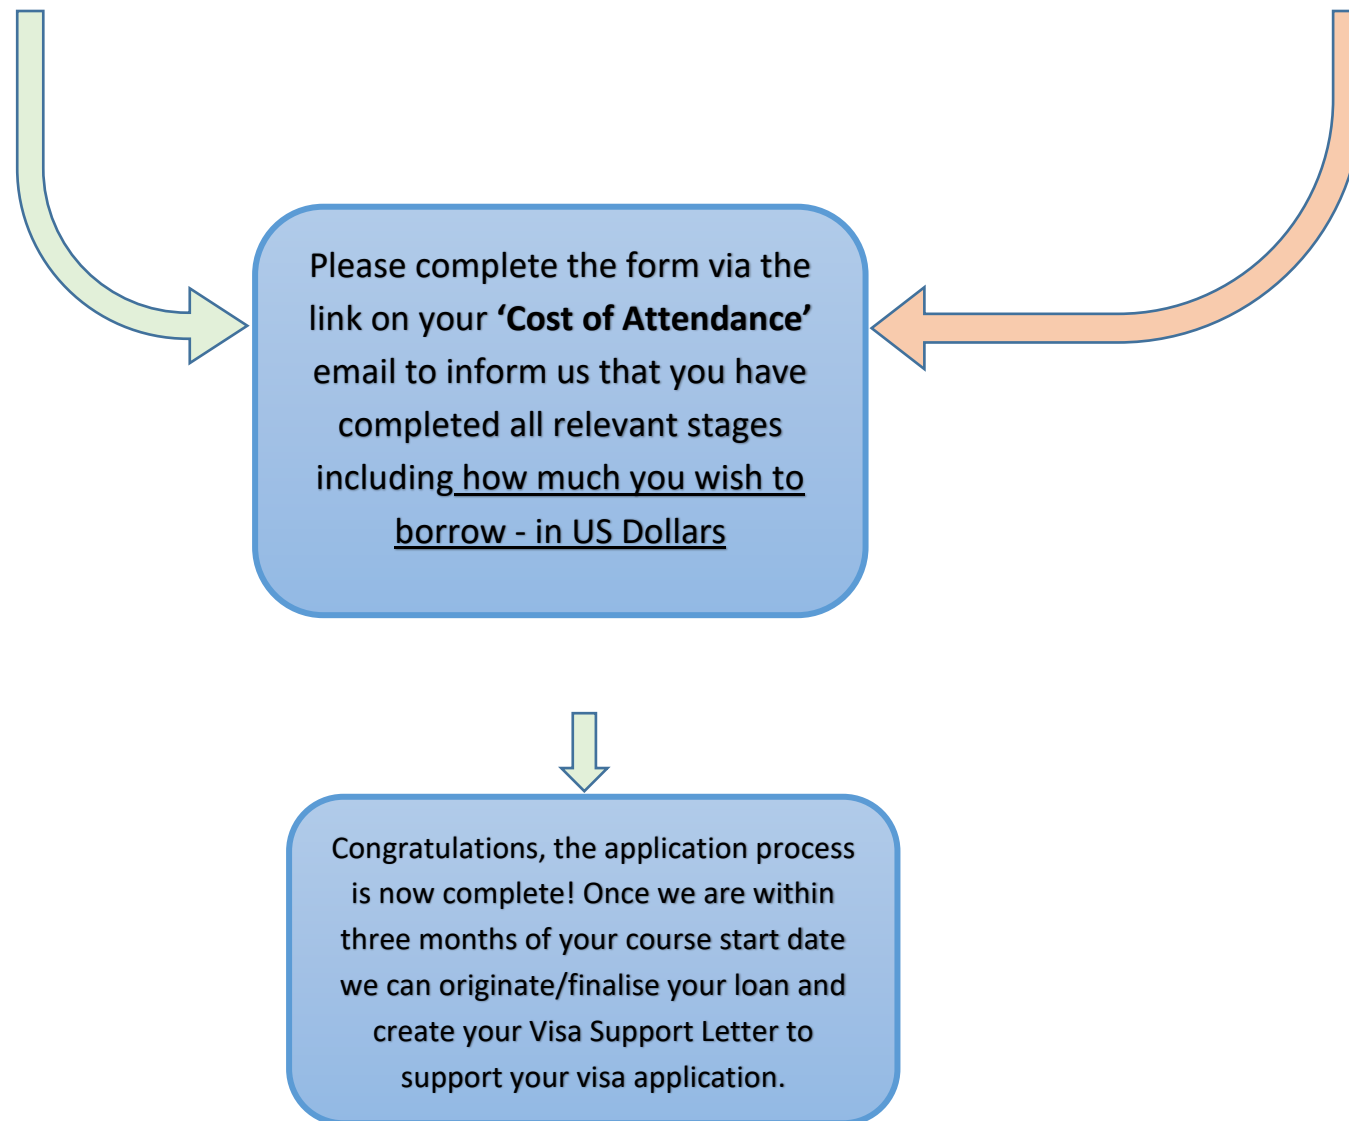 Please complete the form via the
link on your ‘Cost of Attendance’
email to inform us that you have
completed all relevant stages
including how much you wish to
borrow - in US Dollars
Congratulations, the application process
is now complete! Once we are within
three months of your course start date
we can originate/finalise your loan and
create your Visa Support Letter to
support your visa application.